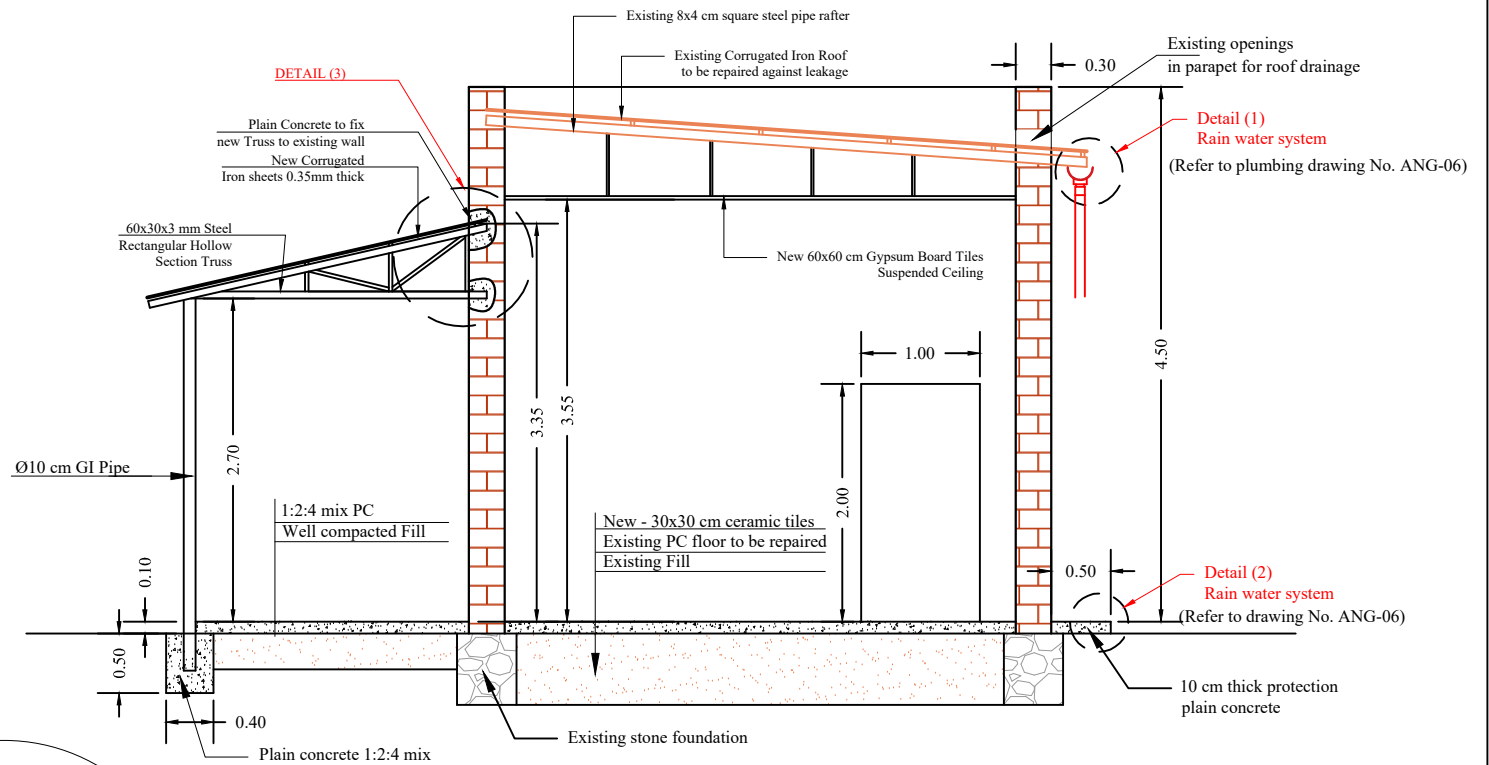 Existing 8x4 cm square steel pipe rafter
Existing Corrugated Iron Roof
to be repaired against leakage
0.30
Existing openings
in parapet for roof drainage
DETAIL (3)
Plain Concrete to fix
new Truss to existing wall
New Corrugated
Iron sheets 0.35mm thick
Detail (1)
Rain water system
(Refer to plumbing drawing No. ANG-06)
60x30x3 mm Steel
Rectangular Hollow
Section Truss
New 60x60 cm Gypsum Board Tiles
Suspended Ceiling
4.50
1.00
3.35
3.55
2.70
2.00
Ø10 cm GI Pipe
1:2:4 mix PC
Well compacted Fill
New - 30x30 cm ceramic tiles
Existing PC floor to be repaired
Existing Fill
0.10
0.50
0.50
Detail (2)
Rain water system
(Refer to drawing No. ANG-06)
0.40
10 cm thick protection
plain concrete
Existing stone foundation
Plain concrete 1:2:4 mix